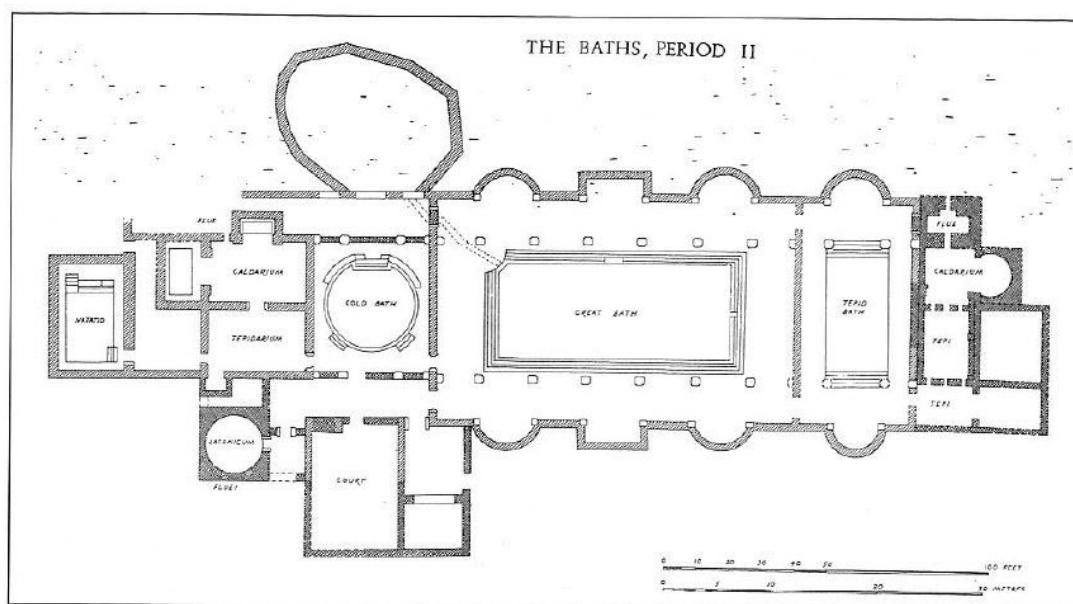 THE BATHS, PERIOD II
FLUE
FLUE
CALDARIUM
CALDARIUM
NATATIO
COLD BATH
GREAT BATH
TEPID
BATH
TEPIDARIUM
TEPI
TEPI
LACONICUM
COURT
FLUE?
0 10 20 30 40 50 100 FEET
0 5 10 20 30 METRES